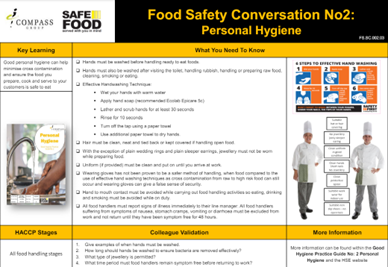 COMPASS
SAFE
FOOD
Food Safety Conversation No2:
Personal Hygiene
Key Learning
What You Need To Know
More Information
Good personal hygiene can help
minimise cross contamination
and ensure the food you
prepare, cook and serve to your
customers is safe to eat
Personal
Hygiene
Hands must be washed before handling ready to eat foods.
Hands must also be washed after visiting the toilet, handling rubbish, handling or preparing raw food,
cleaning, smoking or eating.
Effective Handwashing Technique:
• Wet your hands with warm water
• Apply hand soap (recommended Ecolab Epicare 5c)
• Lather and scrub hands for at least 30 seconds
• Rinse for 10 seconds
• Turn off the tap using a paper towel
• Use additional paper towel to dry hands.
Hair must be clean, neat and tied back or kept covered if handling open food
With the exception of plain wedding rings and plain sleeper earrings, jewellery must not be worn
while preparing food.
Uniform (if provided) must be clean and put on until you arrive at work.
Wearing gloves has not been proven to be a safer method of handling, when food compared to the
use of effective hand washing techniques as cross contamination from raw to high risk food can still
occur and wearing gloves can give a false sense of security.
Hand to mouth contact must be avoided while carrying out food handling activities so eating, drinking
and smoking must be avoided while on duty.
All food handlers must report signs of illness immediately to their line manager. All food handlers
suffering from symptoms of nausea, stomach cramps, vomiting or diarrhoea must be excluded from
work and not return until they have been symptom free for 48 hours.
6 STEPS TO EFFECTIVE HAND WASHING
HACCP Stages
Colleague Validation
More Information
All food handling stages
1. Give examples of when hands must be washed.
2. How long should hands be washed to ensure bacteria are removed effectively?
3. What type of jewellery is permitted?
4. What time period must food handlers remain symptom free before returning to work?
More information can be found within the Good
Hygiene Practice Guide No: 2 Personal
Hygiene and the HSE website